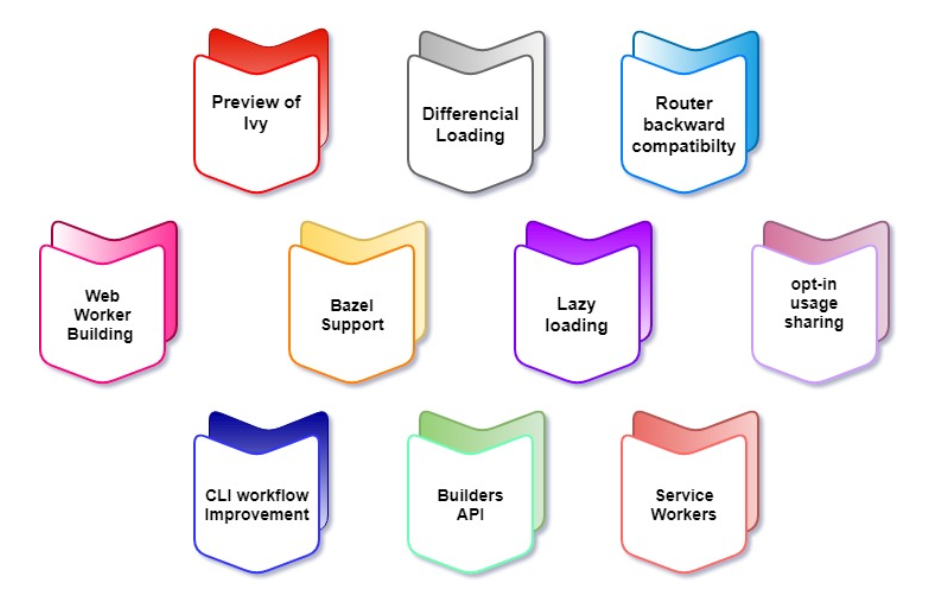 Preview of
Ivy
Differencial
Loading
Router
backward
compatibilty
Web
Worker
Building
Bazel
Support
Lazy
loading
opt-in
usage
sharing
CLI workflow
Improvement
Builders
API
Service
Workers